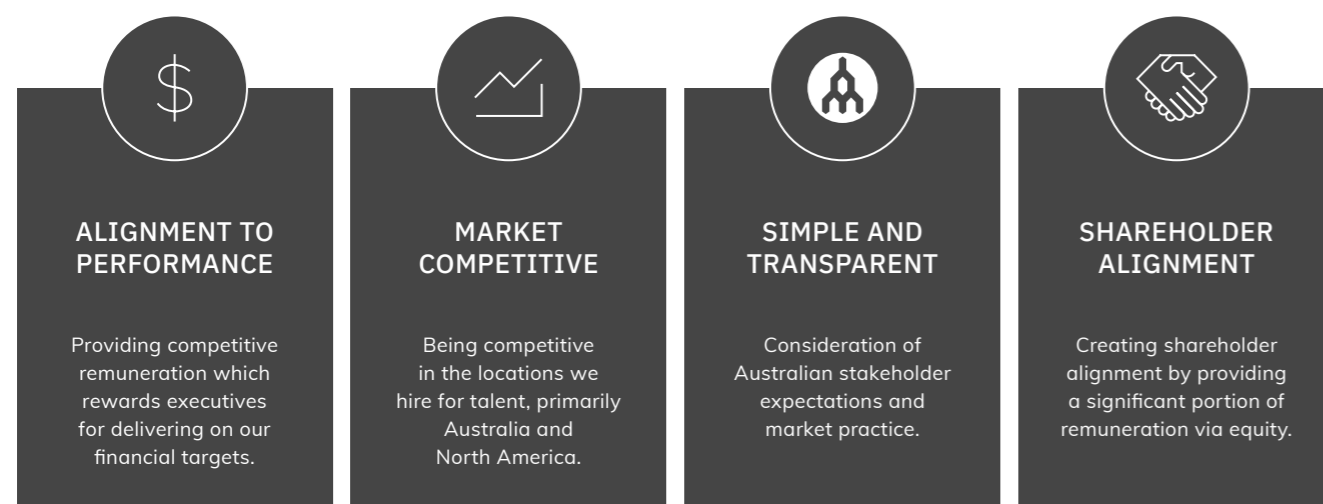 ALIGNMENT TO
PERFORMANCE
Providing competitive
remuneration which
rewards executives
for delivering on our
financial targets.
MARKET
COMPETITIVE
Being competitive
in the locations we
hire for talent, primarily
Australia and
North America.
SIMPLE AND
TRANSPARENT
Consideration of
Australian stakeholder
expectations and
market practice.
SHAREHOLDER
ALIGNMENT
Creating shareholder
alignment by providing
a significant portion of
remuneration via equity.